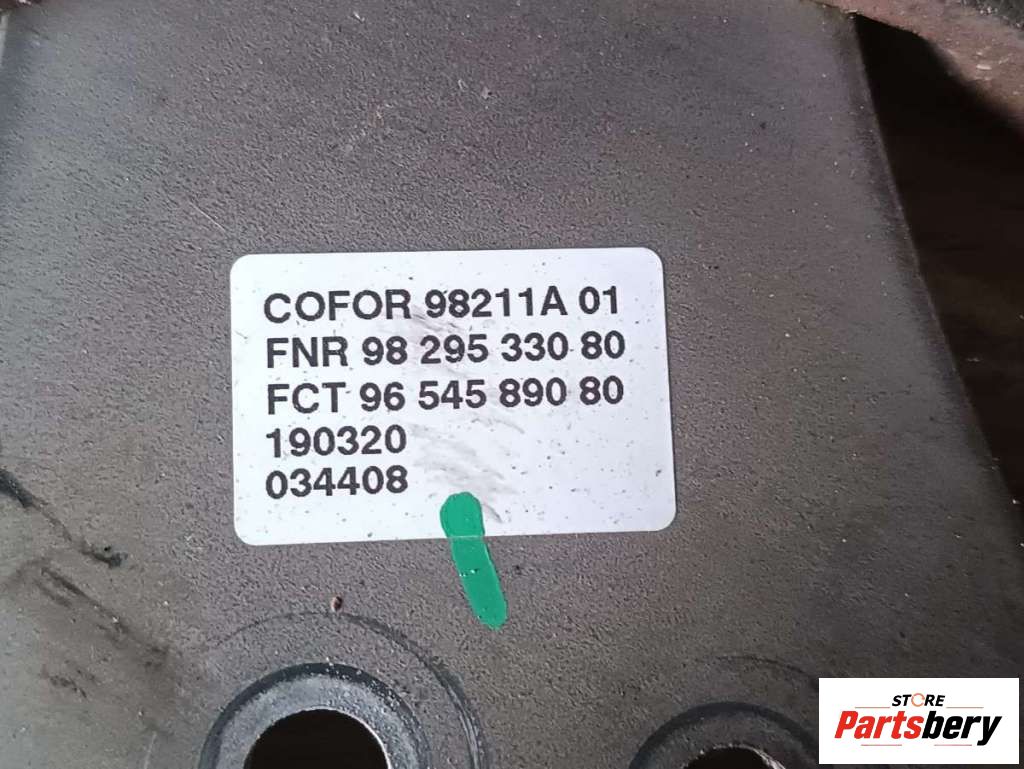 COFOR 98211A 01
FNR 98 295 330 80
FCT 96 545 890 80
190320
034408
STORE
Partsbery